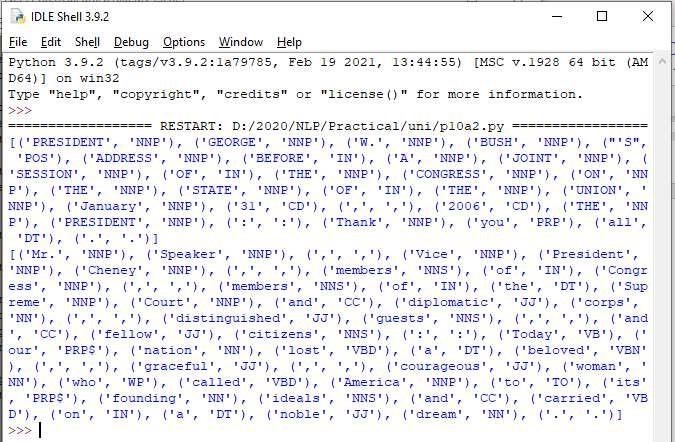 IDLE Shell 3.9.2
File Edit Shell Debug Options Window Help
Python 3.9.2 (tags/v3.9.2:1a79785, Feb 19 2021, 13:44:55) [MSC v.1928 64 bit (AM
D64)] on win32
Type "help", "copyright", "credits" or "license()" for more information.
>>>
================== RESTART: D:/2020/NLP/Practical/uni/p10a2.py =================
[('PRESIDENT', 'NNP'), ('GEORGE', 'NNP'), ('W.', 'NNP'), ('BUSH', 'NNP'), ("'S",
'POS'), ('ADDRESS', 'NNP'), ('BEFORE', 'IN'), ('A', 'NNP'), ('JOINT', 'NNP'), (
'SESSION', 'NNP'), ('OF', 'IN'), ('THE', 'NNP'), ('CONGRESS', 'NNP'), ('ON', 'NN
P'), ('THE', 'NNP'), ('STATE', 'NNP'), ('OF', 'IN'), ('THE', 'NNP'), ('UNION', '
NNP'), ('January', 'NNP'), ('31', 'CD'), (',', ','), ('2006', 'CD'), ('THE', 'NN
P'), ('PRESIDENT', 'NNP'), (':', ':'), ('Thank', 'NNP'), ('you', 'PRP'), ('all',
'DT'), ('.', '.')]
[('Mr.', 'NNP'), ('Speaker', 'NNP'), (',', ','), ('Vice', 'NNP'), ('President',
'NNP'), ('Cheney', 'NNP'), (',', ','), ('members', 'NNS'), ('of', 'IN'), ('Congr
ess', 'NNP'), (',', ','), ('members', 'NNS'), ('of', 'IN'), ('the', 'DT'), ('Sup
reme', 'NNP'), ('Court', 'NNP'), ('and', 'CC'), ('diplomatic', 'JJ'), ('corps',
'NN'), (',', ','), ('distinguished', 'JJ'), ('guests', 'NNS'), (',', ','), ('and
', 'CC'), ('fellow', 'JJ'), ('citizens', 'NNS'), (':', ':'), ('Today', 'VB'), ('
our', 'PRP$'), ('nation', 'NN'), ('lost', 'VBD'), ('a', 'DT'), ('beloved', 'VBN'
), (',', ','), ('graceful', 'JJ'), (',', ','), ('courageous', 'JJ'), ('woman', '
NN'), ('who', 'WP'), ('called', 'VBD'), ('America', 'NNP'), ('to', 'TO'), ('its'
, 'PRP$'), ('founding', 'NN'), ('ideals', 'NNS'), ('and', 'CC'), ('carried', 'VB
D'), ('on', 'IN'), ('a', 'DT'), ('noble', 'JJ'), ('dream', 'NN'), ('.', '.')]
>>>